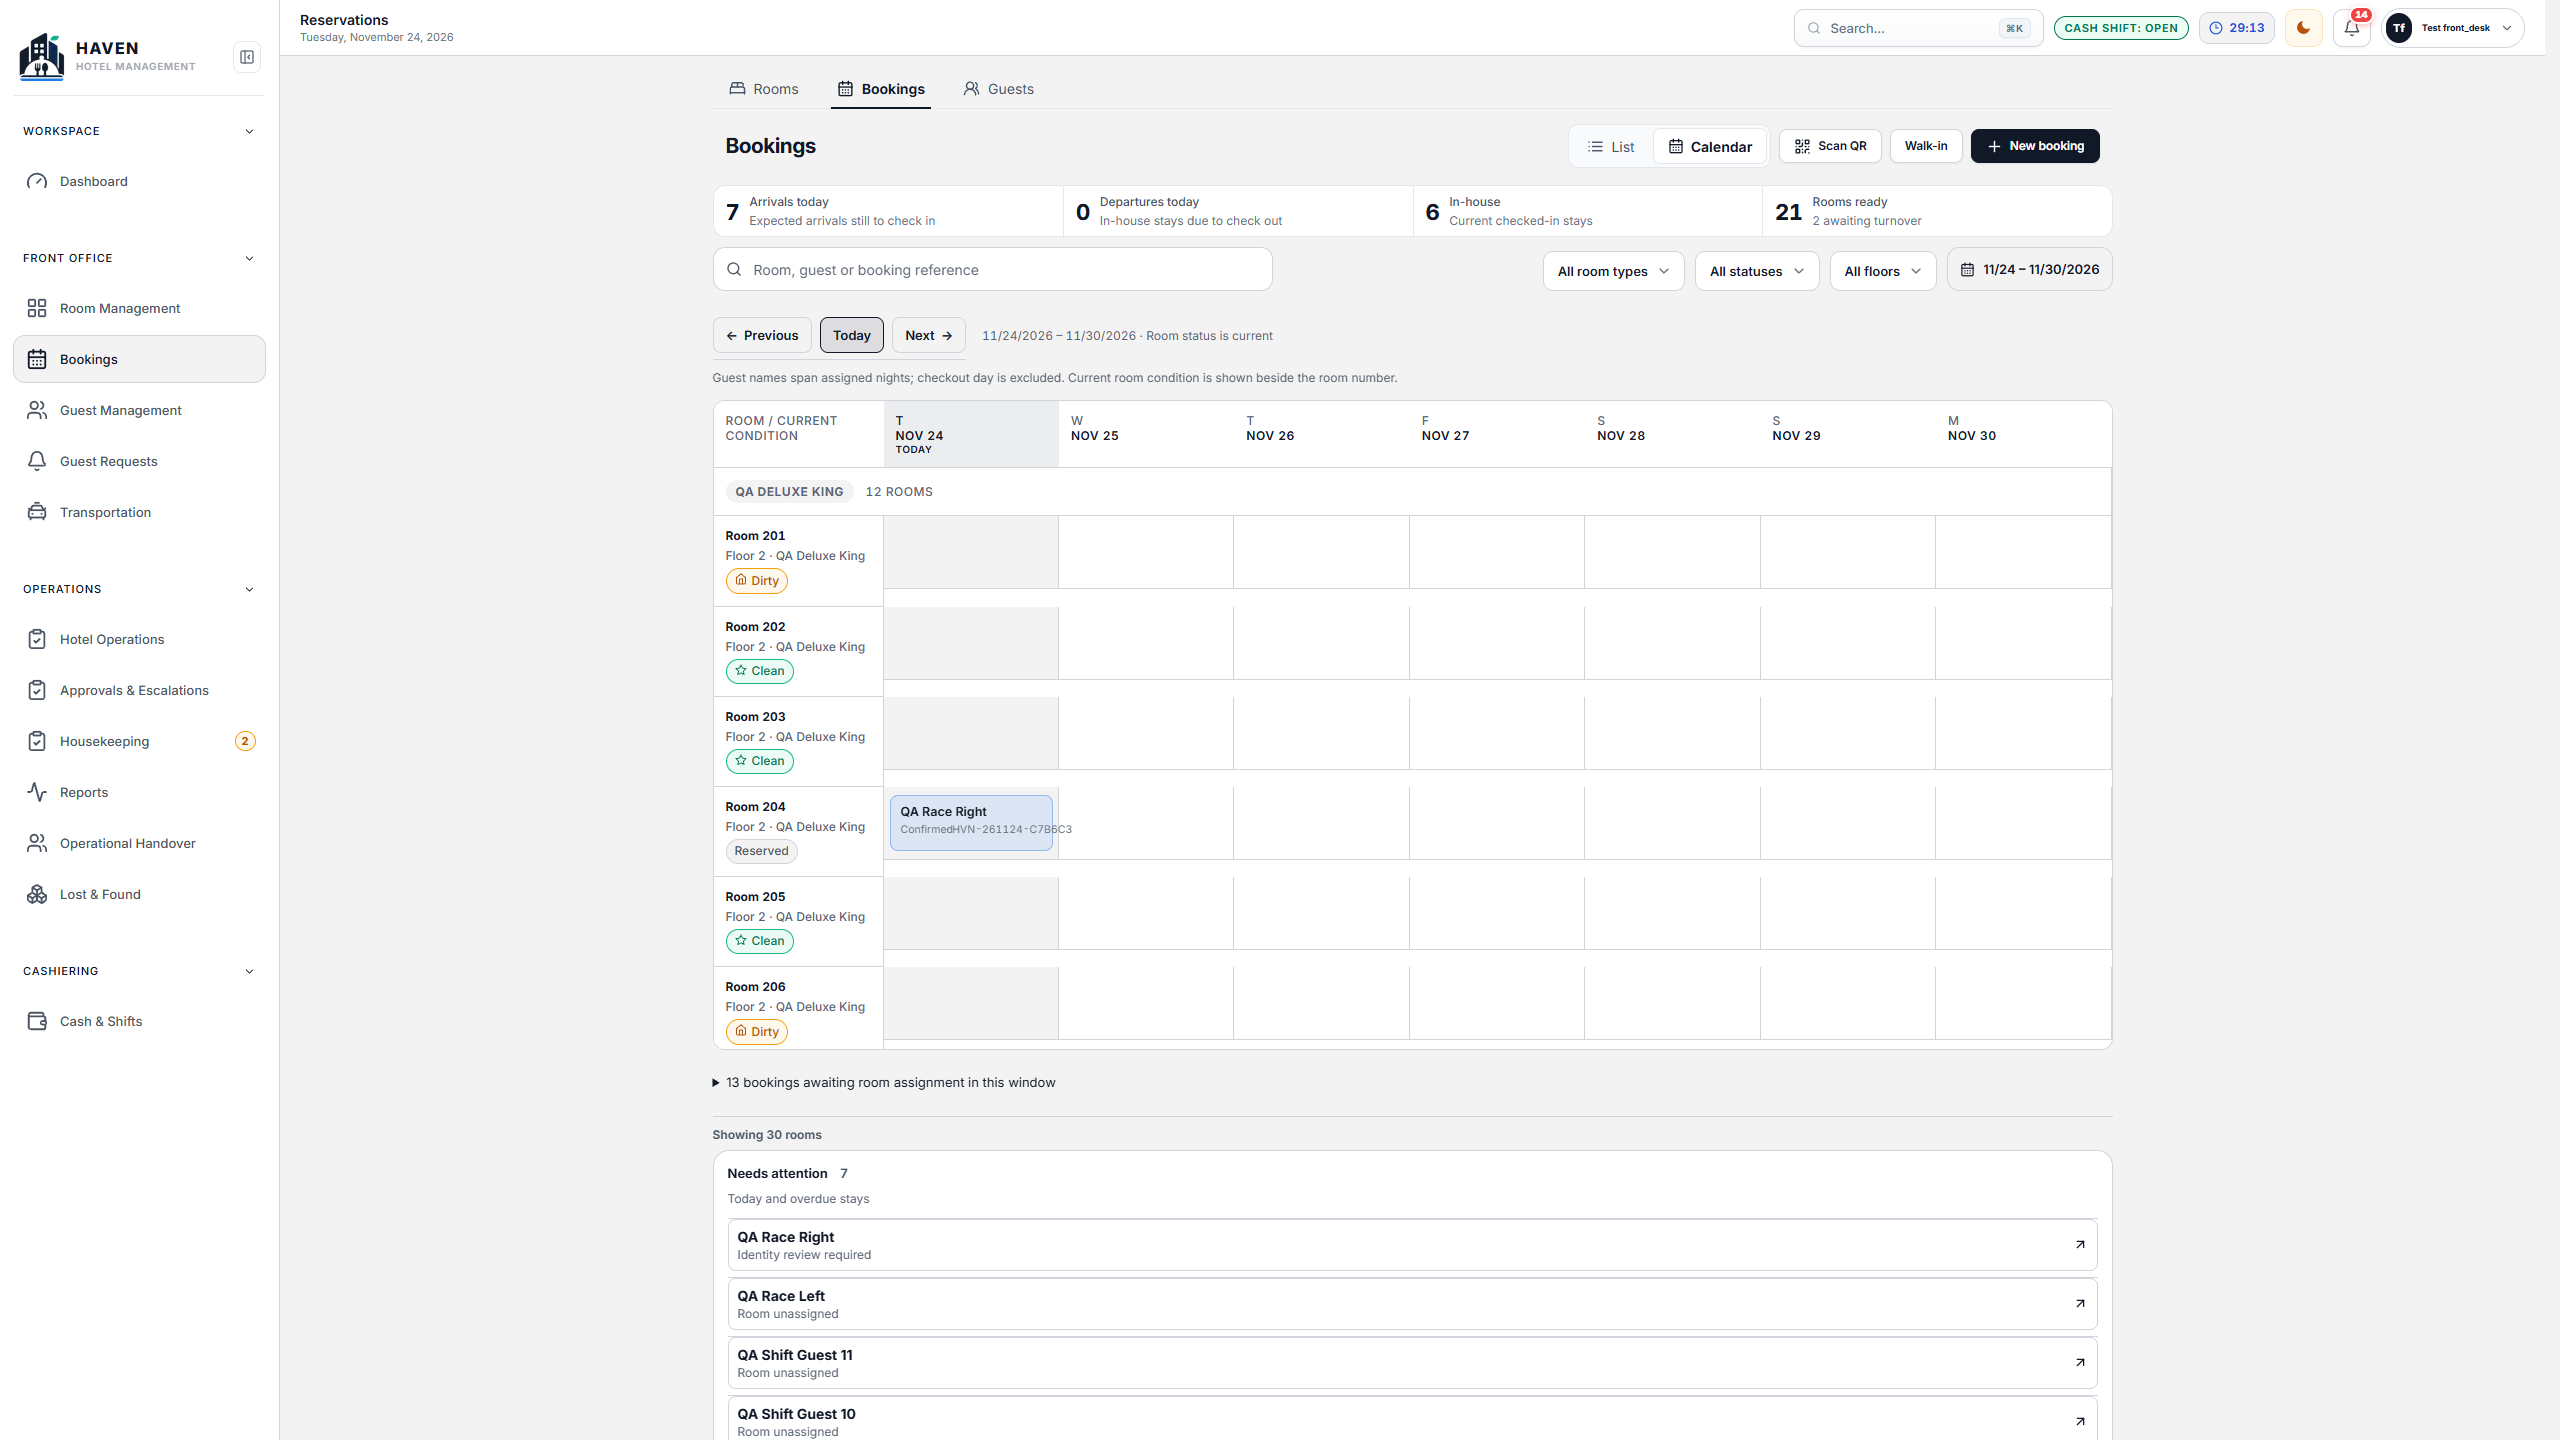 HAVEN
HOTEL MANAGEMENT
WORKSPACE
Dashboard
FRONT OFFICE
Room Management
Bookings
Guest Management
Guest Requests
Transportation
OPERATIONS
Hotel Operations
Approvals & Escalations
Housekeeping 2
Reports
Operational Handover
Lost & Found
CASHIERING
Cash & Shifts
Reservations
Tuesday, November 24, 2026
Search... ⌘K
CASH SHIFT: OPEN
29:13
14
Tf Test front_desk
Rooms Bookings Guests
Bookings
List Calendar Scan QR Walk-in + New booking
7 Arrivals today
Expected arrivals still to check in
0 Departures today
In-house stays due to check out
6 In-house
Current checked-in stays
21 Rooms ready
2 awaiting turnover
Room, guest or booking reference
All room types All statuses All floors 11/24 – 11/30/2026
← Previous Today Next → 11/24/2026 – 11/30/2026 · Room status is current
Guest names span assigned nights; checkout day is excluded. Current room condition is shown beside the room number.
ROOM / CURRENT
CONDITION
T
NOV 24
TODAY
W
NOV 25
T
NOV 26
F
NOV 27
S
NOV 28
S
NOV 29
M
NOV 30
QA DELUXE KING 12 ROOMS
Room 201
Floor 2 · QA Deluxe King
Dirty
Room 202
Floor 2 · QA Deluxe King
Clean
Room 203
Floor 2 · QA Deluxe King
Clean
Room 204
Floor 2 · QA Deluxe King
Reserved
QA Race Right
ConfirmedHVN-261124-C7B6C3
Room 205
Floor 2 · QA Deluxe King
Clean
Room 206
Floor 2 · QA Deluxe King
Dirty
13 bookings awaiting room assignment in this window
Showing 30 rooms
Needs attention 7
Today and overdue stays
QA Race Right
Identity review required
QA Race Left
Room unassigned
QA Shift Guest 11
Room unassigned
QA Shift Guest 10
Room unassigned